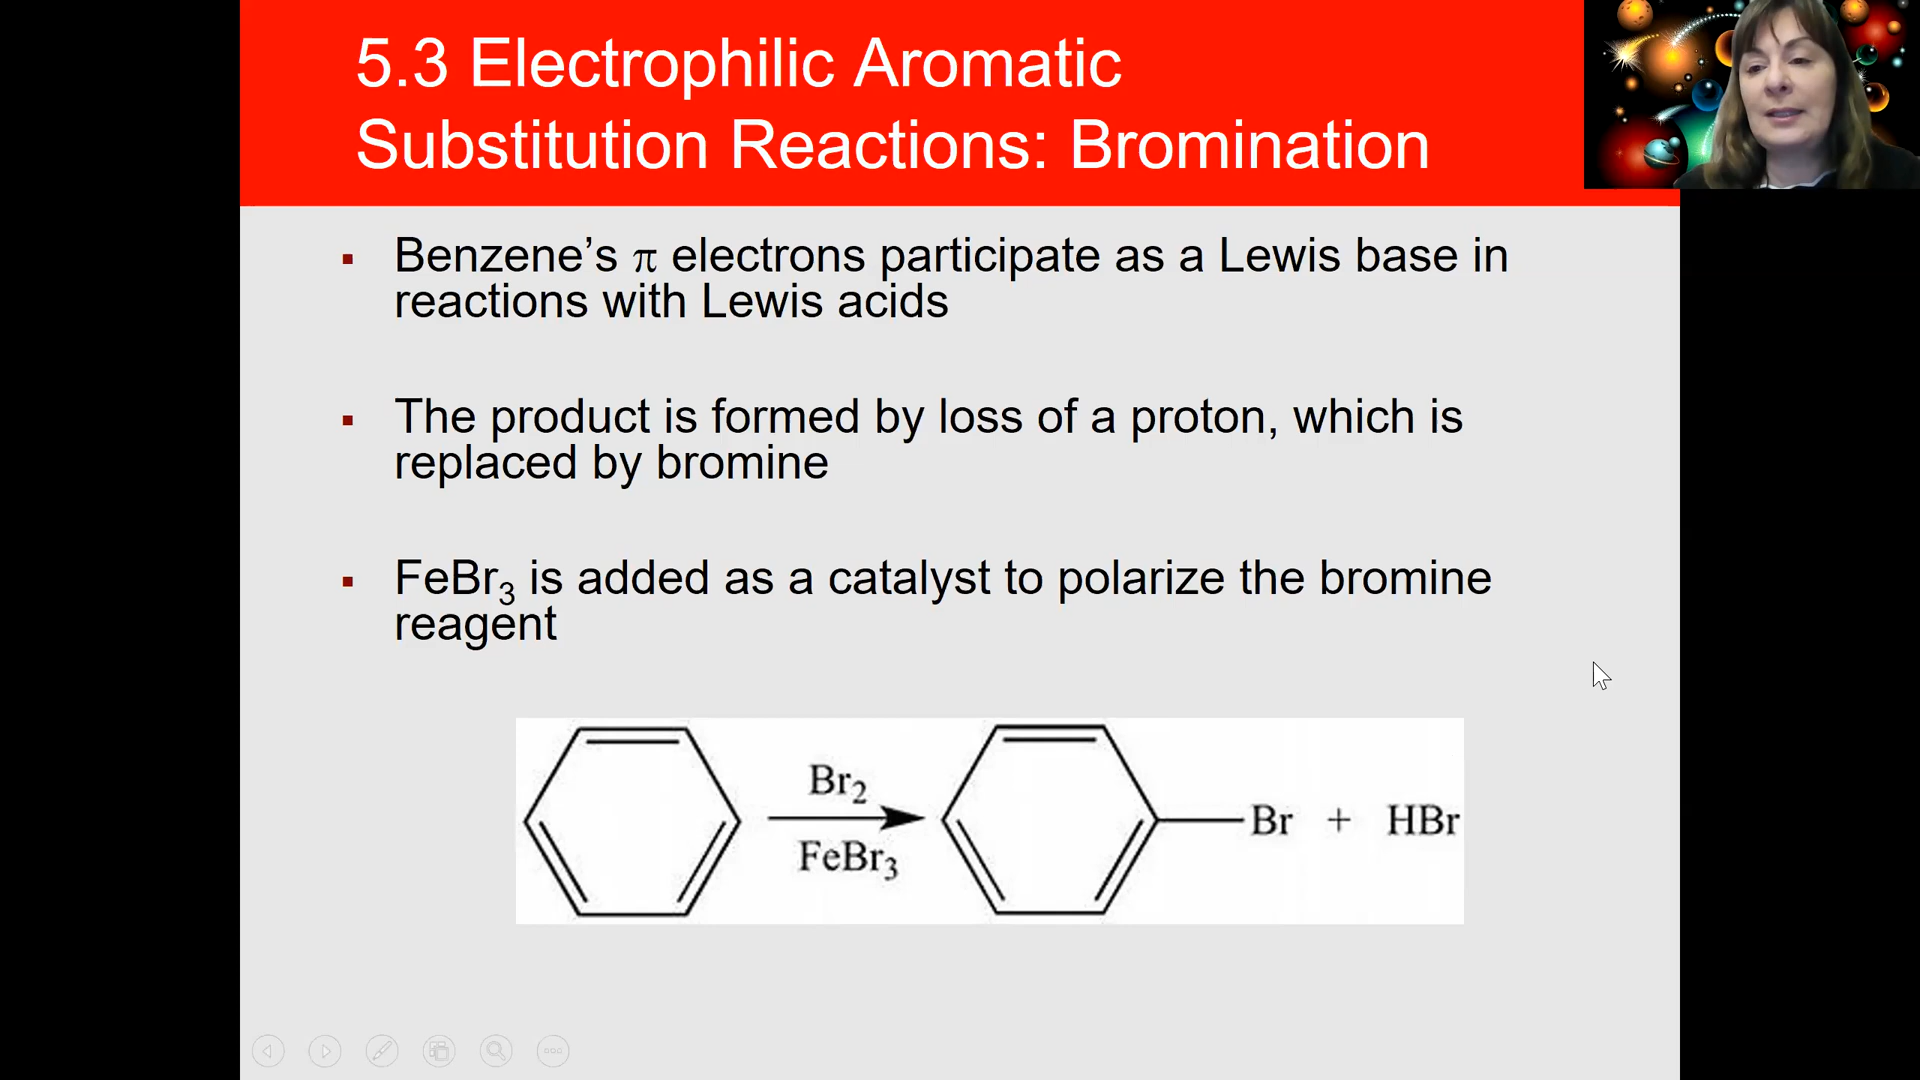 5.3 Electrophilic Aromatic
Substitution Reactions: Bromination
▪ Benzene’s π electrons participate as a Lewis base in
reactions with Lewis acids
▪ The product is formed by loss of a proton, which is
replaced by bromine
▪ FeBr₃ is added as a catalyst to polarize the bromine
reagent
Br₂
FeBr₃
Br + HBr